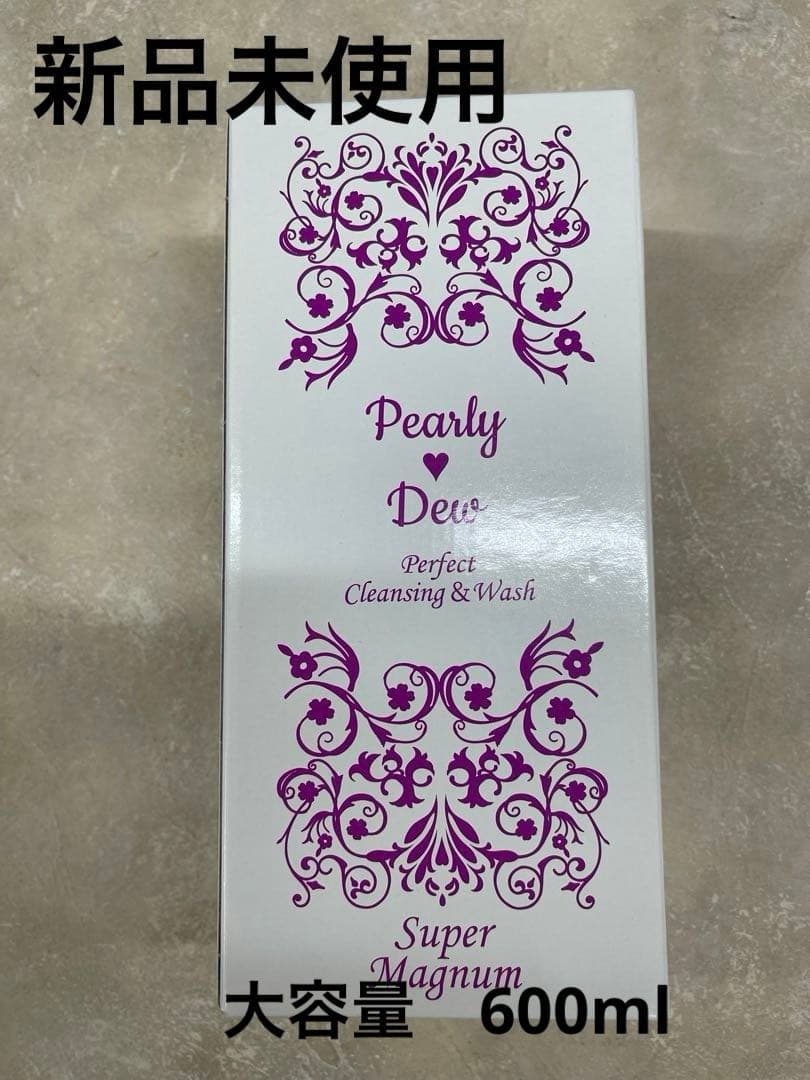 新品未使用
Pearly
♥
Dew
Perfect
Cleansing & Wash
Super
Magnum
大容量　600ml